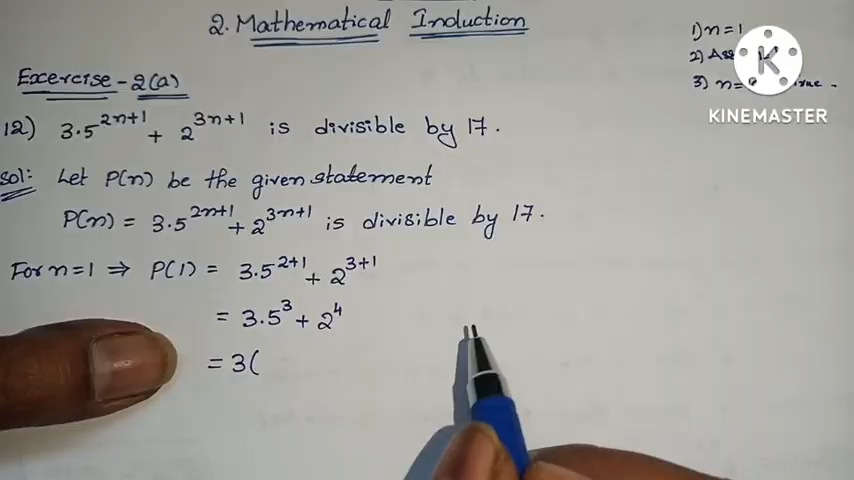 2. Mathematical Induction
1) n=1
2) Ass
3) n= true.
KINEMASTER
Excercise - 2(a)
12) 3.5^{2n+1} + 2^{3n+1} is divisible by 17.
Sol: Let P(n) be the given statement
P(n) = 3.5^{2n+1} + 2^{3n+1} is divisible by 17.
For n=1 ⇒ P(1) = 3.5^{2+1} + 2^{3+1}
= 3.5^3 + 2^4
= 3(